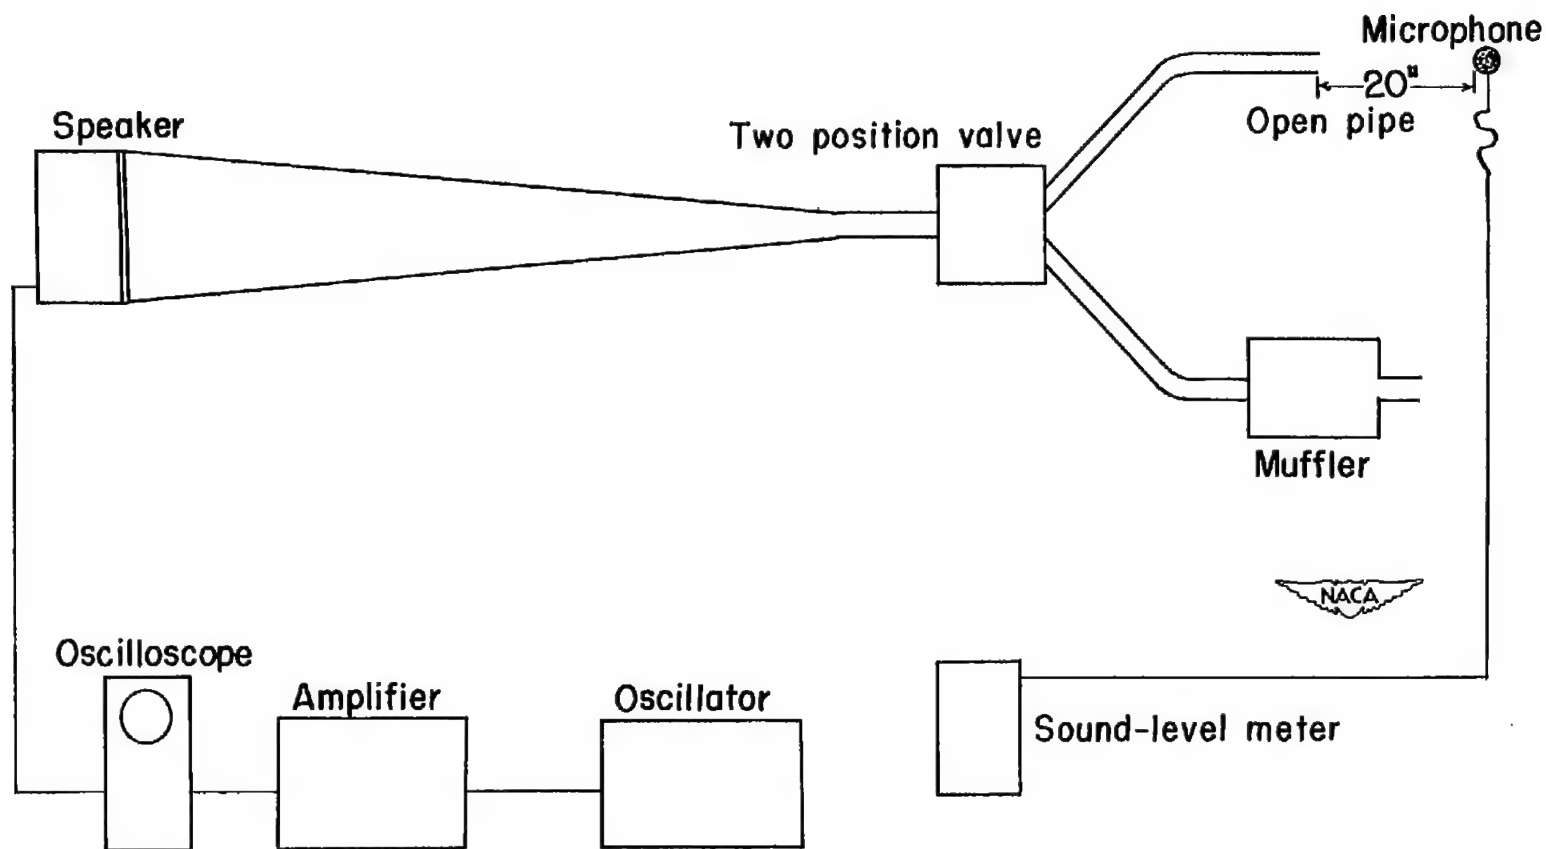 Microphone
20"
Open pipe
Speaker
Two position valve
Muffler
NACA
Oscilloscope
Amplifier
Oscillator
Sound-level meter